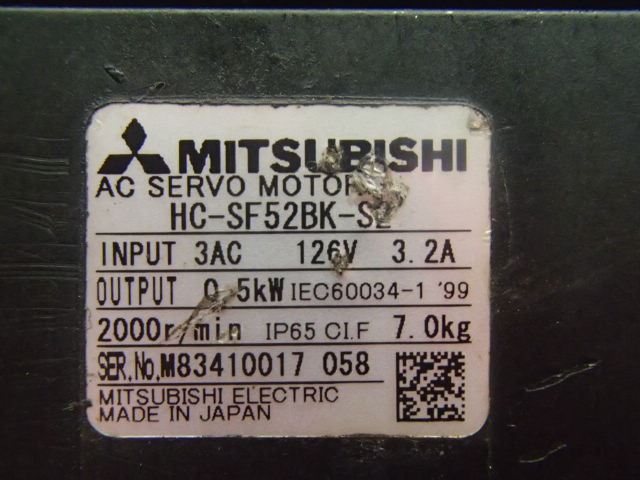 MITSUBISHI
AC SERVO MOTOR
HC-SF52BK-S2
INPUT 3AC 126V 3.2A
OUTPUT 0.5kW IEC60034-1 '99
2000r/min IP65 CI.F 7.0kg
SER.No.M83410017 058
MITSUBISHI ELECTRIC
MADE IN JAPAN